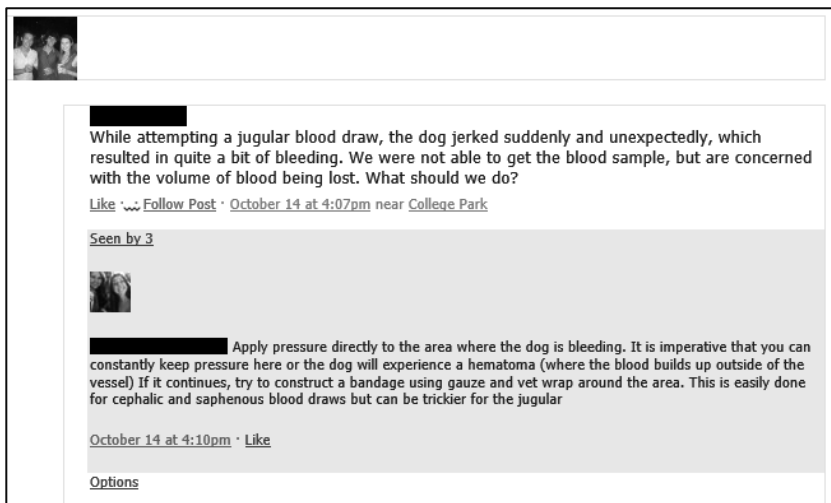 While attempting a jugular blood draw, the dog jerked suddenly and unexpectedly, which
resulted in quite a bit of bleeding. We were not able to get the blood sample, but are concerned
with the volume of blood being lost. What should we do?
Like · Follow Post · October 14 at 4:07pm near College Park
Seen by 3
Apply pressure directly to the area where the dog is bleeding. It is imperative that you can
constantly keep pressure here or the dog will experience a hematoma (where the blood builds up outside of the
vessel) If it continues, try to construct a bandage using gauze and vet wrap around the area. This is easily done
for cephalic and saphenous blood draws but can be trickier for the jugular
October 14 at 4:10pm · Like
Options